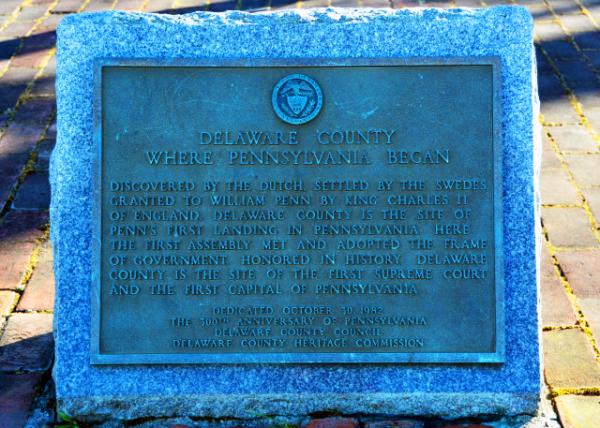 DELAWARE COUNTY
WHERE PENNSYLVANIA BEGAN
DISCOVERED BY THE DUTCH, SETTLED BY THE SWEDES,
GRANTED TO WILLIAM PENN BY KING CHARLES II
OF ENGLAND, DELAWARE COUNTY IS THE SITE OF
PENN'S FIRST LANDING IN PENNSYLVANIA. HERE
THE FIRST ASSEMBLY MET AND ADOPTED THE FRAME
OF GOVERNMENT. HONORED IN HISTORY, DELAWARE
COUNTY IS THE SITE OF THE FIRST SUPREME COURT
AND THE FIRST CAPITAL OF PENNSYLVANIA.
DEDICATED OCTOBER 30, 1982
THE 300TH ANNIVERSARY OF PENNSYLVANIA
DELAWARE COUNTY COUNCIL
DELAWARE COUNTY HERITAGE COMMISSION